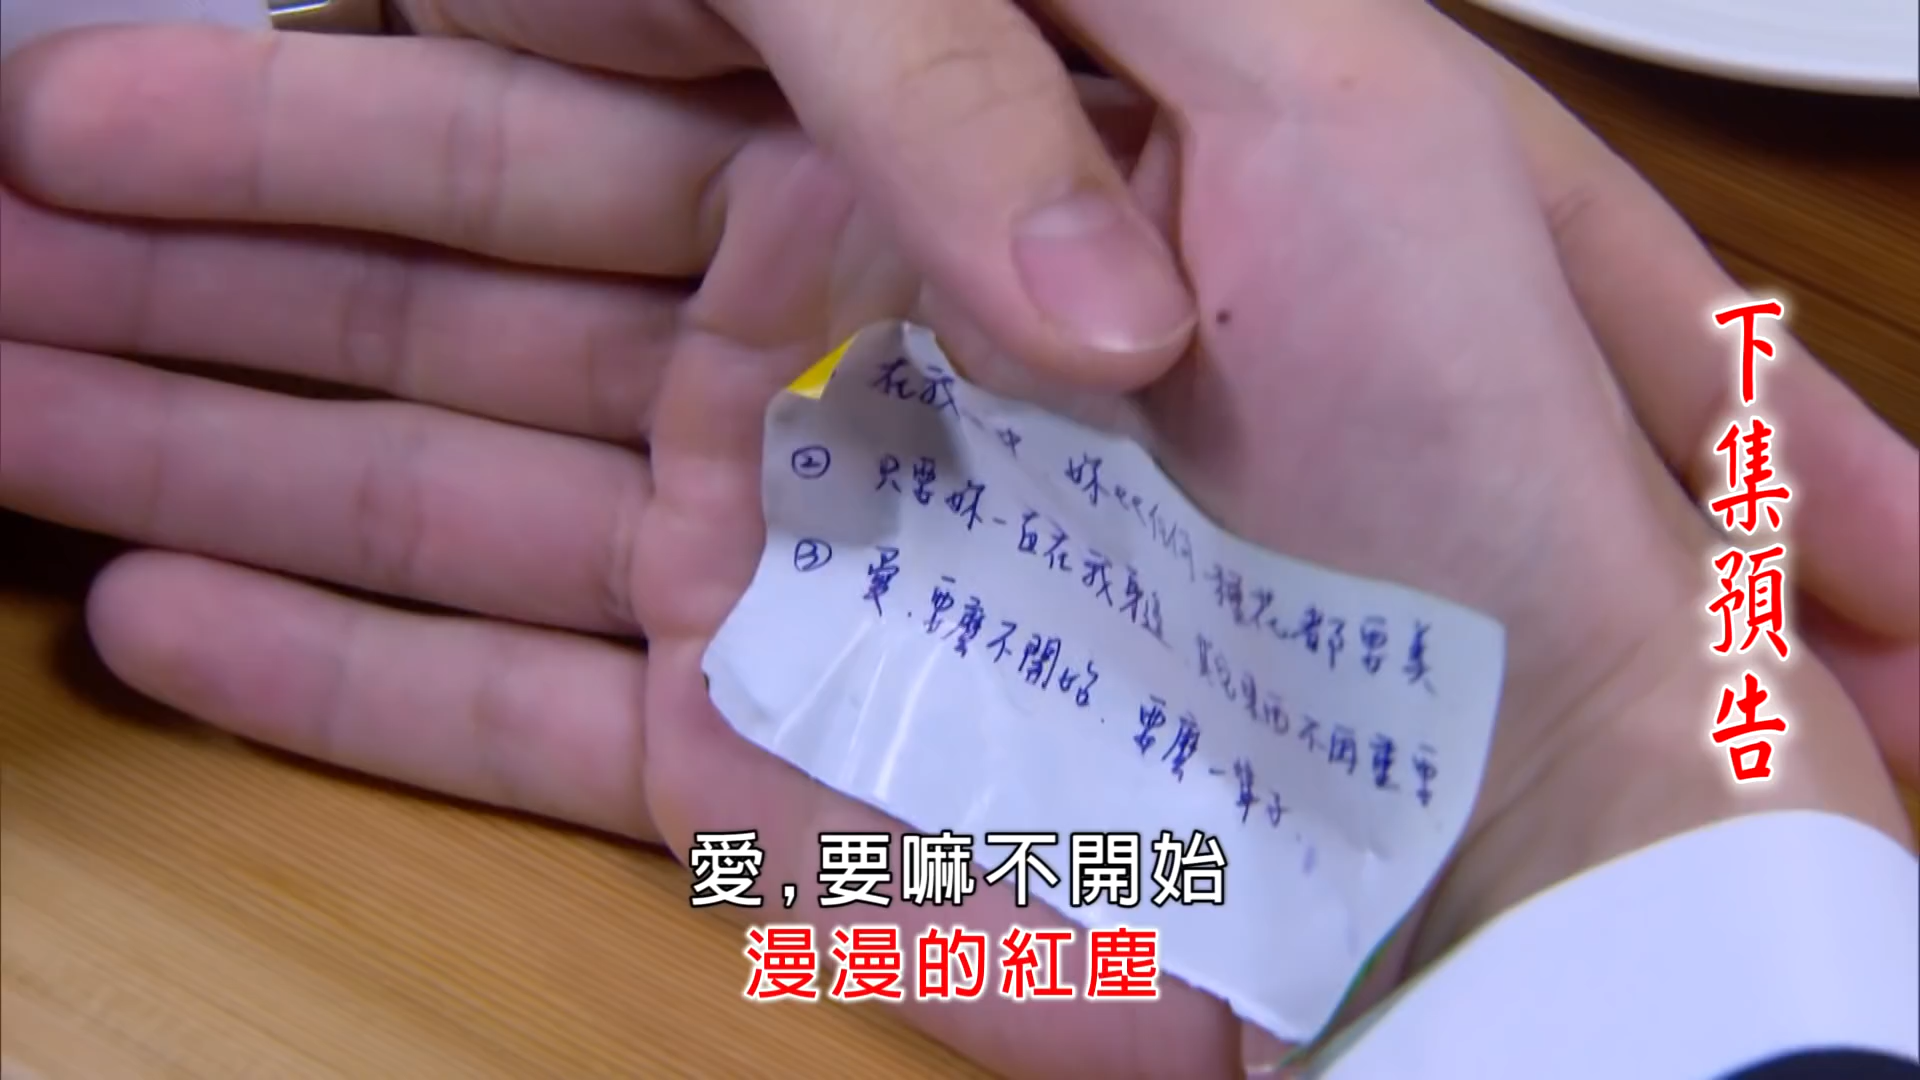 在我 中 妳比任何一種花都要美
② 只要妳一直在我身邊 其他東西不再重要
③ 愛.要麼不開始.要麼一輩子.
下集預告
愛,要嘛不開始
漫漫的紅塵